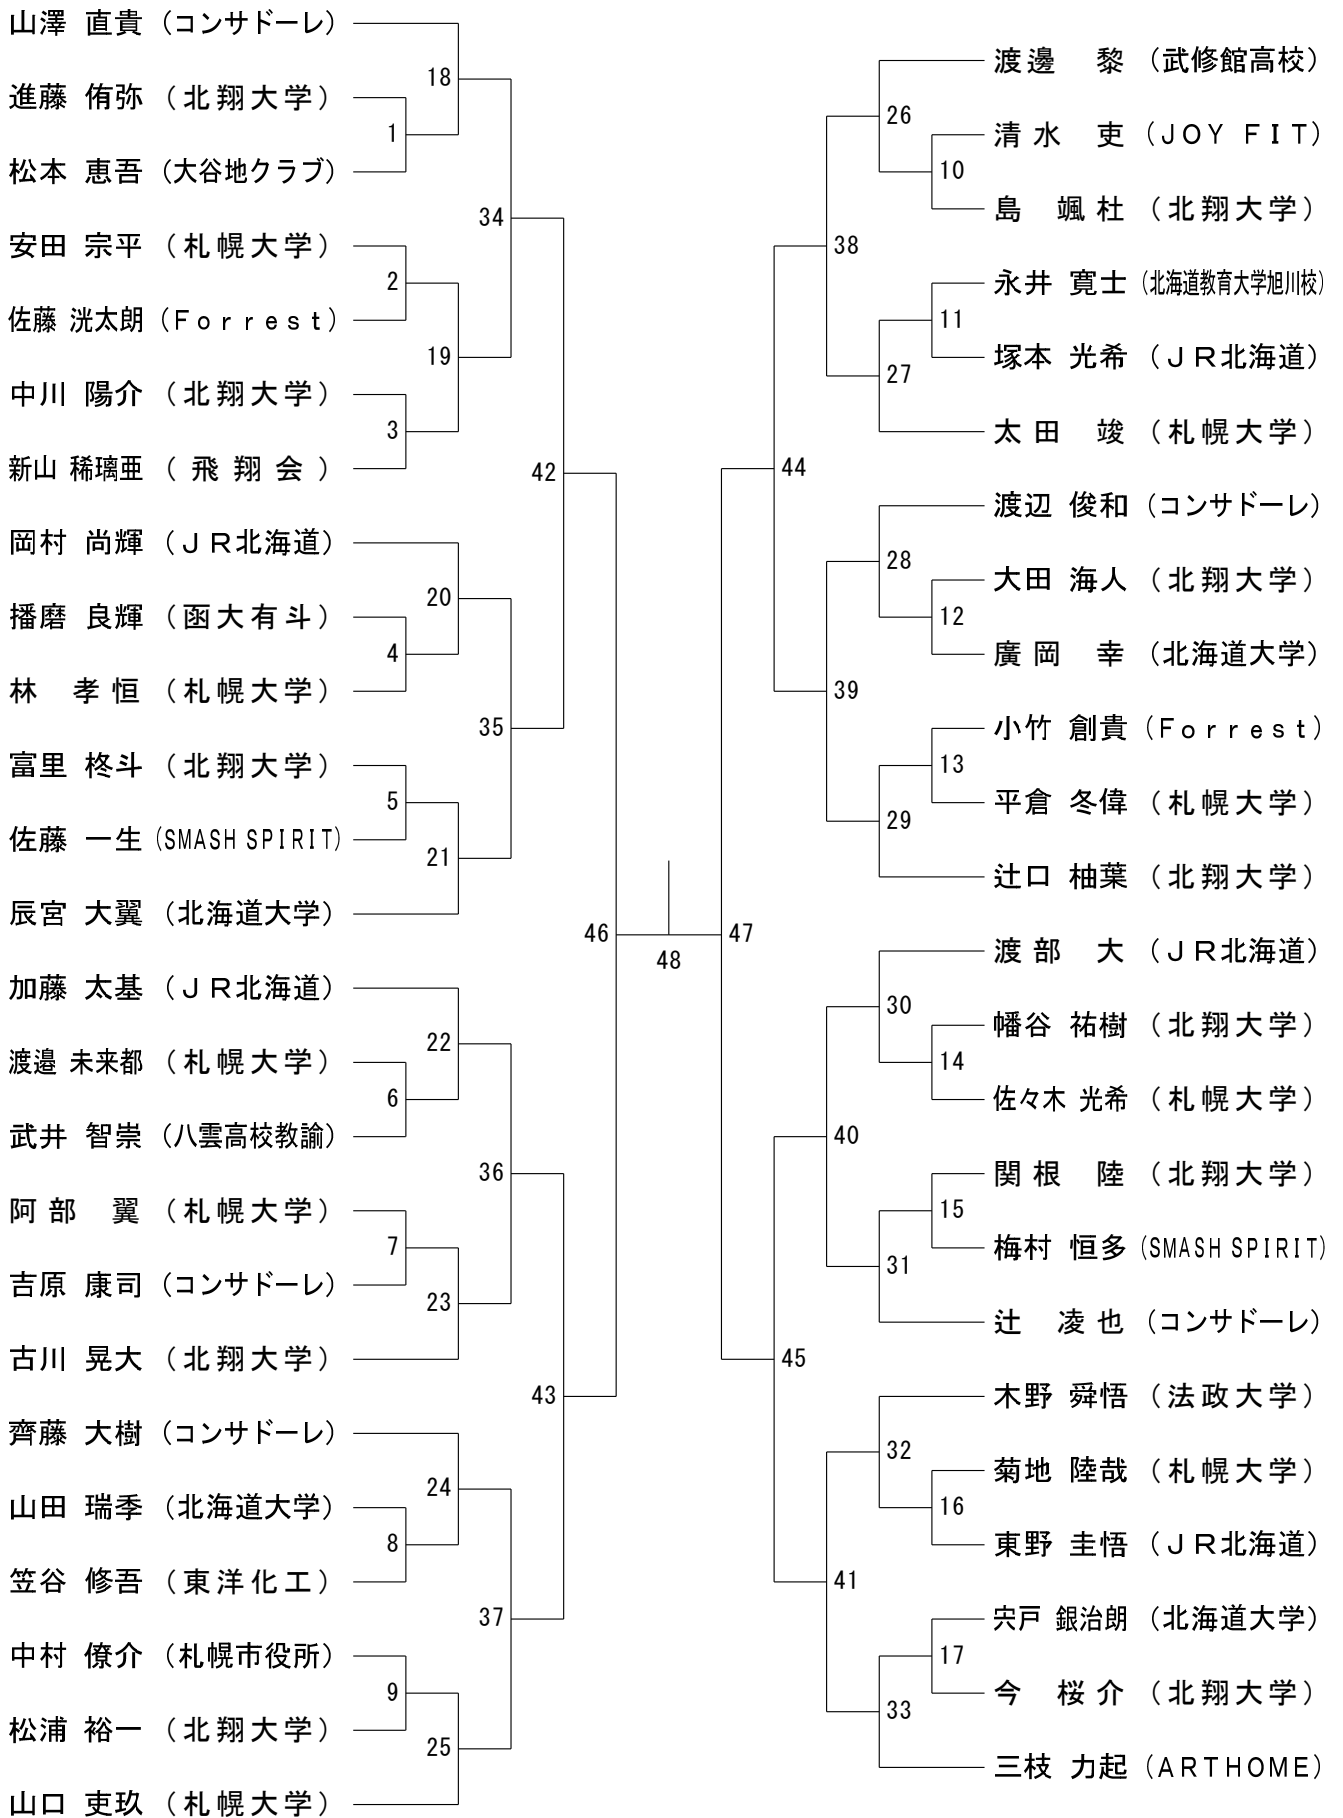 山澤 直貴 (コンサドーレ)
18
進藤 侑弥 (北翔大学)
1
松本 恵吾 (大谷地クラブ)
34
安田 宗平 (札幌大学)
2
佐藤 洸太朗 (Forrest)
19
中川 陽介 (北翔大学)
3
新山 稀璃亜 (飛翔会)
42
岡村 尚輝 (JR北海道)
20
播磨 良輝 (函大有斗)
4
林 孝恒 (札幌大学)
35
富里 柊斗 (北翔大学)
5
佐藤 一生 (SMASH SPIRIT)
21
辰宮 大翼 (北海道大学)
46
加藤 太基 (JR北海道)
22
渡邉 未来都 (札幌大学)
6
武井 智崇 (八雲高校教諭)
36
阿部 翼 (札幌大学)
7
吉原 康司 (コンサドーレ)
23
古川 晃大 (北翔大学)
43
齊藤 大樹 (コンサドーレ)
24
山田 瑞季 (北海道大学)
8
笠谷 修吾 (東洋化工)
37
中村 僚介 (札幌市役所)
9
松浦 裕一 (北翔大学)
25
山口 吏玖 (札幌大学)
48
渡邊 黎 (武修館高校)
26
清水 吏 (JOY FIT)
10
島 颯杜 (北翔大学)
38
永井 寛士 (北海道教育大学旭川校)
11
塚本 光希 (JR北海道)
27
太田 竣 (札幌大学)
44
渡辺 俊和 (コンサドーレ)
28
大田 海人 (北翔大学)
12
廣岡 幸 (北海道大学)
39
小竹 創貴 (Forrest)
13
平倉 冬偉 (札幌大学)
29
辻口 柚葉 (北翔大学)
47
渡部 大 (JR北海道)
30
幡谷 祐樹 (北翔大学)
14
佐々木 光希 (札幌大学)
40
関根 陸 (北翔大学)
15
梅村 恒多 (SMASH SPIRIT)
31
辻 凌也 (コンサドーレ)
45
木野 舜悟 (法政大学)
32
菊地 陸哉 (札幌大学)
16
東野 圭悟 (JR北海道)
41
宍戸 銀治朗 (北海道大学)
17
今 桜介 (北翔大学)
33
三枝 力起 (ARTHOME)